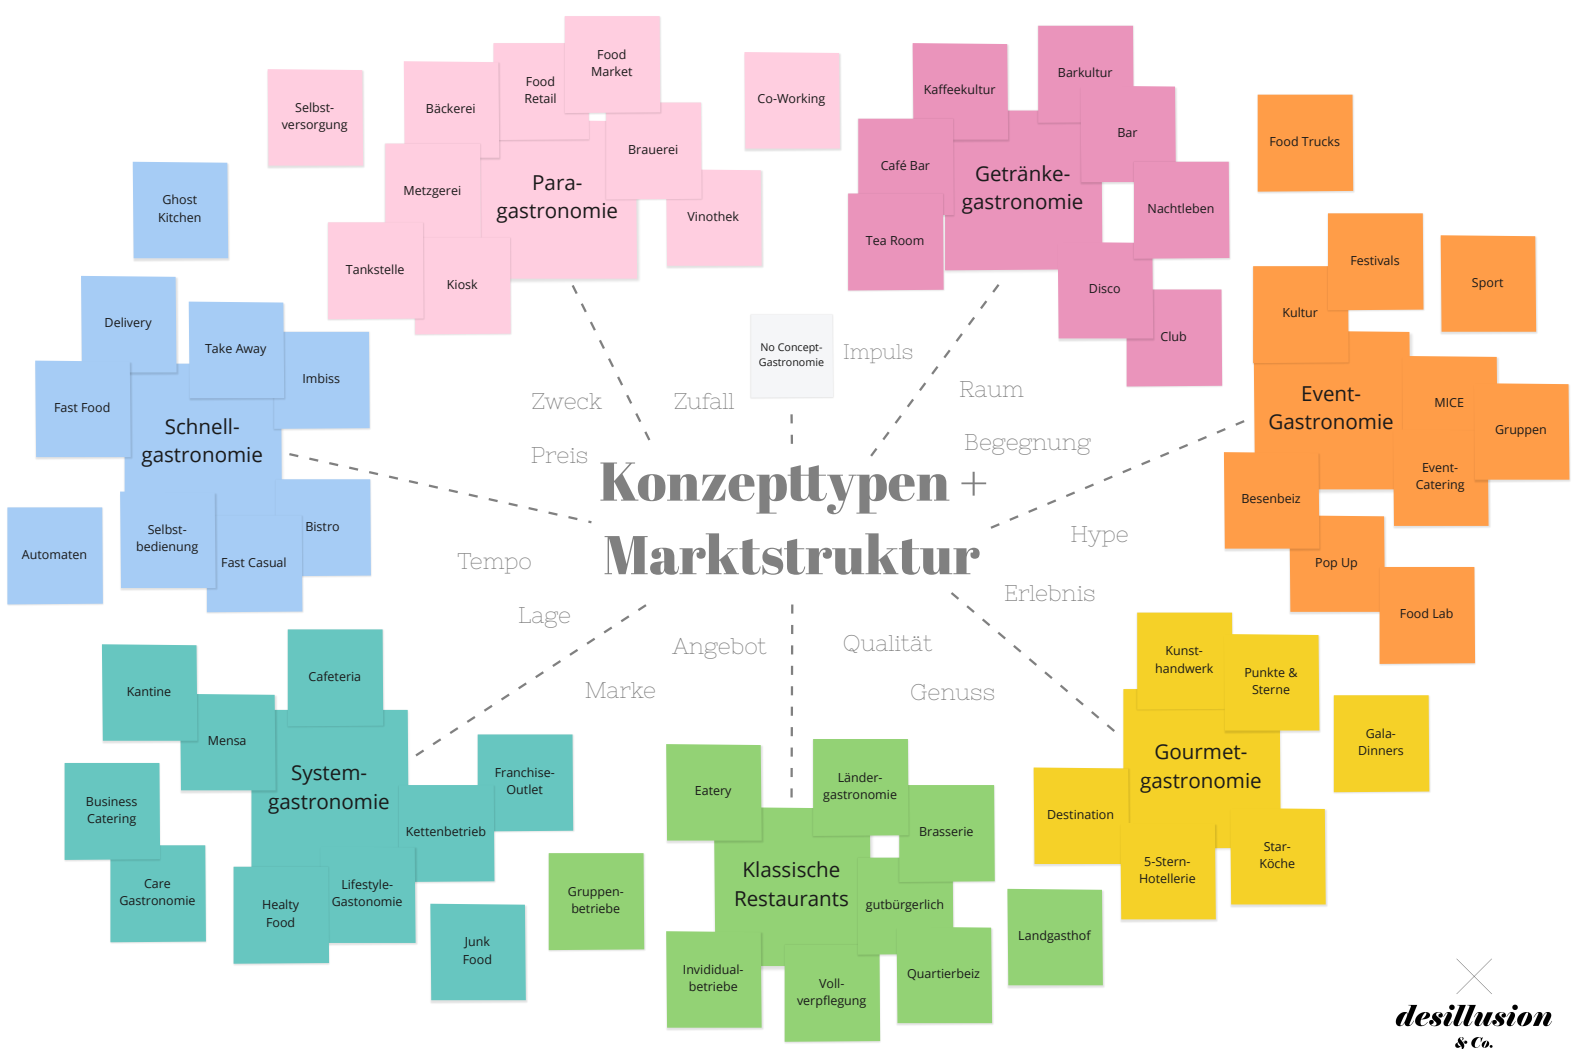 Selbst-
versorgung
Bäckerei
Food
Retail
Food
Market
Co-Working
Metzgerei
Brauerei
Vinothek
Tankstelle
Kiosk
Para-
gastronomie
Kaffeekultur
Barkultur
Bar
Café Bar
Tea Room
Nachtleben
Disco
Club
Getränke-
gastronomie
Food Trucks
Festivals
Sport
Kultur
Event-
Gastronomie
MICE
Gruppen
Event-
Catering
Besenbeiz
Pop Up
Food Lab
Ghost
Kitchen
Delivery
Take Away
Imbiss
Fast Food
Schnell-
gastronomie
Selbst-
bedienung
Bistro
Fast Casual
Automaten
No Concept-
Gastronomie
Impuls
Zweck
Zufall
Raum
Preis
Begegnung
Konzepttypen +
Marktstruktur
Tempo
Hype
Lage
Erlebnis
Angebot
Qualität
Marke
Genuss
Kantine
Cafeteria
Mensa
System-
gastronomie
Franchise-
Outlet
Business
Catering
Kettenbetrieb
Care
Gastronomie
Healty
Food
Lifestyle-
Gastonomie
Junk
Food
Eatery
Länder-
gastronomie
Brasserie
Klassische
Restaurants
Gruppen-
betriebe
gutbürgerlich
Landgasthof
Invididual-
betriebe
Voll-
verpflegung
Quartierbeiz
Kunst-
handwerk
Punkte &
Sterne
Gala-
Dinners
Gourmet-
gastronomie
Destination
5-Stern-
Hotellerie
Star-
Köche
desillusion
& Co.